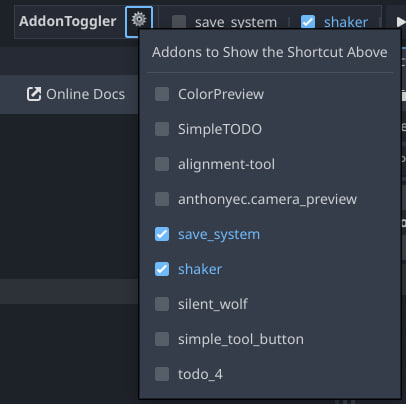 AddonToggler save_system shaker
Addons to Show the Shortcut Above
Online Docs
ColorPreview
SimpleTODO
alignment-tool
anthonyec.camera_preview
save_system
shaker
silent_wolf
simple_tool_button
todo_4